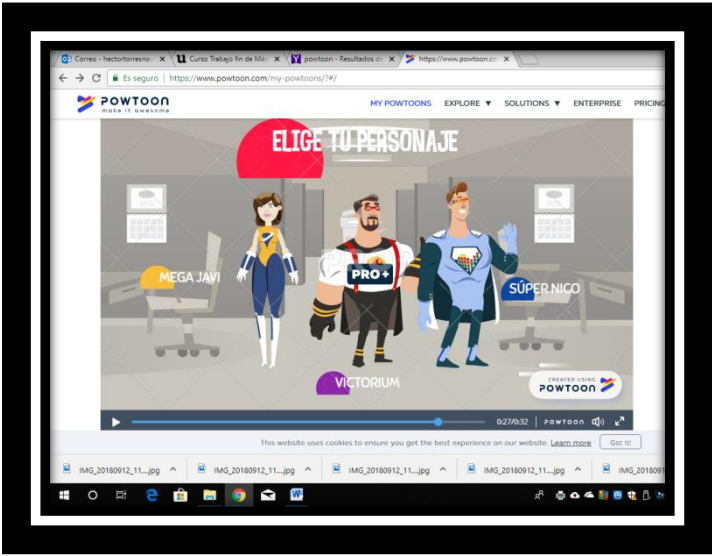 Correo - hectortorresna
Curso Trabajo fin de Más
powtoon - Resultados de
https://www.powtoon.co
Es seguro | https://www.powtoon.com/my-powtoons/?#/
POWTOON
make it awesome
MY POWTOONS EXPLORE ▼ SOLUTIONS ▼ ENTERPRISE PRICING
ELIGE TU PERSONAJE
MEGA JAVI
PRO+
SÚPER NICO
VICTORIUM
CREATED USING
POWTOON
0:27/0:32 | POWTOON
This website uses cookies to ensure you get the best experience on our website. Learn more Got it!
IMG_20180912_11...jpg IMG_20180912_11...jpg IMG_20180912_11...jpg IMG_20180912_11...jpg IMG_2018091